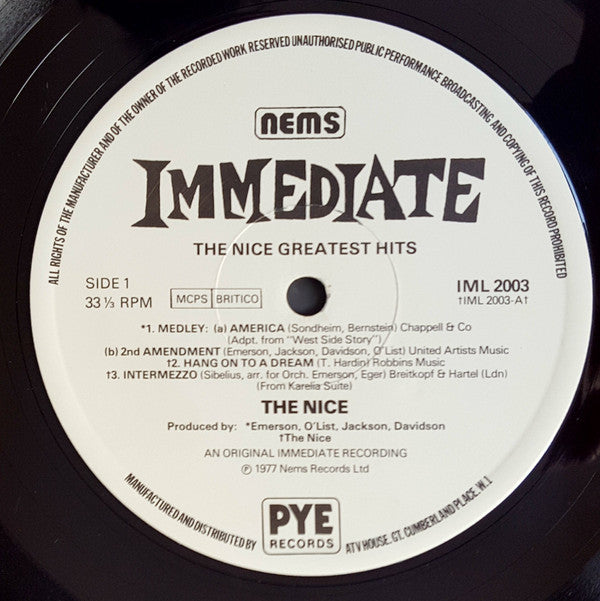 ALL RIGHTS OF THE MANUFACTURER AND OF THE OWNER OF THE RECORDED WORK RESERVED UNAUTHORISED PUBLIC PERFORMANCE BROADCASTING AND COPYING OF THIS RECORD PROHIBITED
nems
IMMEDIATE
THE NICE GREATEST HITS
SIDE 1
33 ⅓ RPM
MCPS BRITICO
IML 2003
†IML 2003-A†
*1. MEDLEY: (a) AMERICA (Sondheim, Bernstein) Chappell & Co
(Adpt. from "West Side Story")
(b) 2nd AMENDMENT (Emerson, Jackson, Davidson, O'List) United Artists Music
†2. HANG ON TO A DREAM (T. Hardin) Robbins Music
†3. INTERMEZZO (Sibelius, arr. for Orch. Emerson, Eger) Breitkopf & Hartel (Ldn)
(From Karelia Suite)
THE NICE
Produced by: *Emerson, O'List, Jackson, Davidson
†The Nice
AN ORIGINAL IMMEDIATE RECORDING
℗ 1977 Nems Records Ltd
MANUFACTURED AND DISTRIBUTED BY
PYE
RECORDS
ATV HOUSE, GT. CUMBERLAND PLACE, W.1